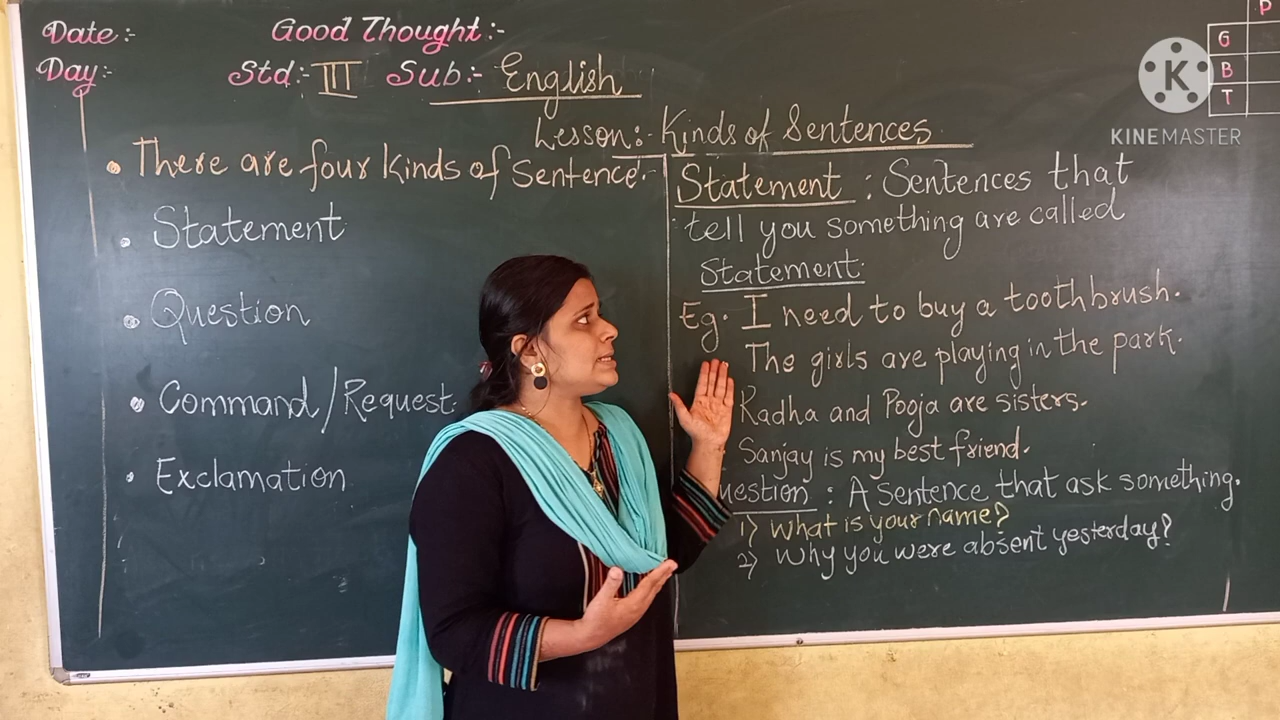 Date:-
Good Thought:-
Day:-
Std:- III Sub:- English
Lesson:- Kinds of Sentences.
• There are four kinds of Sentence:-
• Statement
• Question
• Command/Request.
• Exclamation
Statement : Sentences that
tell you something are called
Statement.
Eg. I need to buy a toothbrush.
The girls are playing in the park.
Radha and Pooja are sisters.
Sanjay is my best friend.
uestion : A Sentence that ask something.
1) What is your name?
2) Why you were absent yesterday?
P
G
B
T
K
KINEMASTER